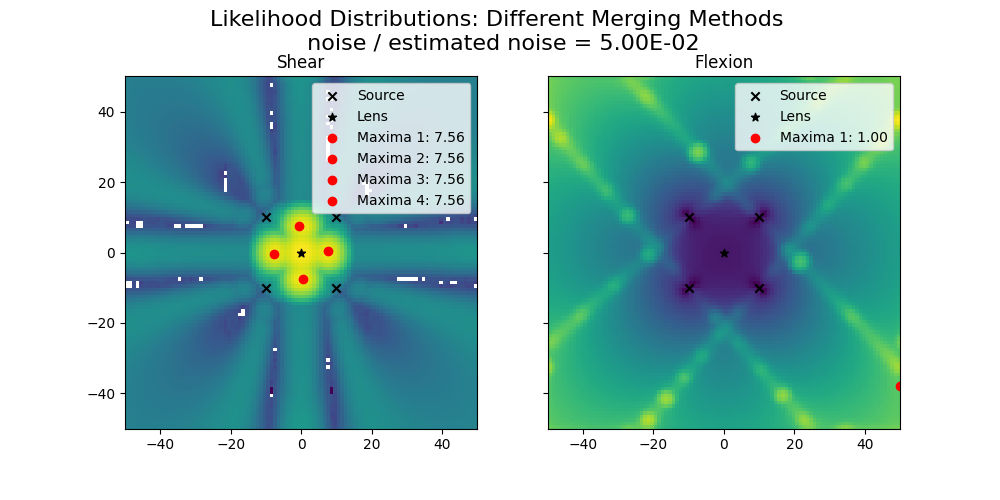 Likelihood Distributions: Different Merging Methods
noise / estimated noise = 5.00E-02
Shear
Flexion
Source
Lens
Maxima 1: 7.56
Maxima 2: 7.56
Maxima 3: 7.56
Maxima 4: 7.56
Source
Lens
Maxima 1: 1.00
40
20
0
−20
−40
−40 −20 0 20 40
−40 −20 0 20 40